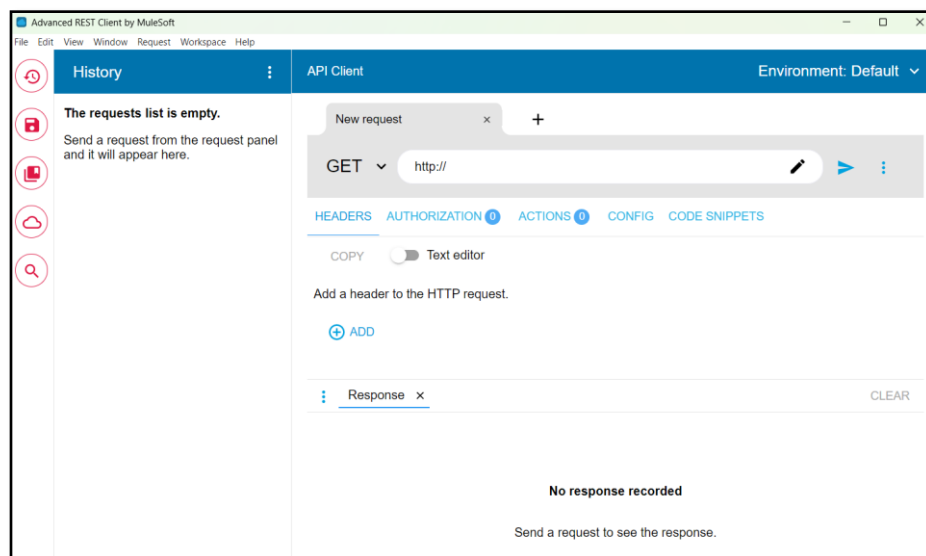 Advanced REST Client by MuleSoft
File Edit View Window Request Workspace Help
History
API Client
Environment: Default
The requests list is empty.
Send a request from the request panel
and it will appear here.
New request
GET
http://
HEADERS AUTHORIZATION 0 ACTIONS 0 CONFIG CODE SNIPPETS
COPY Text editor
Add a header to the HTTP request.
ADD
Response
CLEAR
No response recorded
Send a request to see the response.